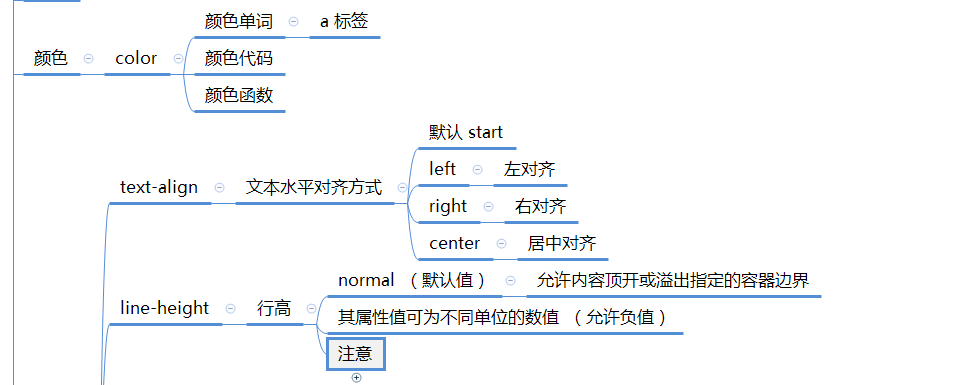 颜色
color
颜色单词
a 标签
颜色代码
颜色函数
text-align
文本水平对齐方式
默认 start
left
左对齐
right
右对齐
center
居中对齐
line-height
行高
normal （默认值）
允许内容顶开或溢出指定的容器边界
其属性值可为不同单位的数值 （允许负值）
注意